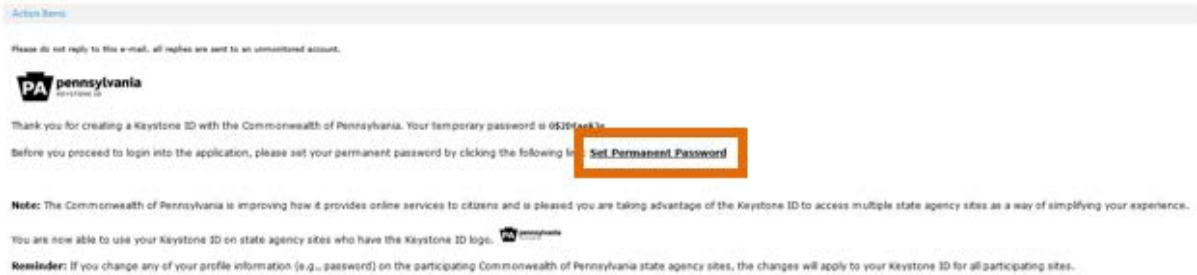 Action Items
Please do not reply to this e-mail, all replies are sent to an unmonitored account.
PA pennsylvania
KEYSTONE ID
Thank you for creating a Keystone ID with the Commonwealth of Pennsylvania. Your temporary password is
Before you proceed to login into the application, please set your permanent password by clicking the following Set Permanent Password
Note: The Commonwealth of Pennsylvania is improving how it provides online services to citizens and is pleased you are taking advantage of the Keystone ID to access multiple state agency sites as a way of simplifying your experience.
You are now able to use your Keystone ID on state agency sites who have the Keystone ID logo. PA pennsylvania
Reminder: If you change any of your profile information (e.g., password) on the participating Commonwealth of Pennsylvania state agency sites, the changes will apply to your Keystone ID for all participating sites.